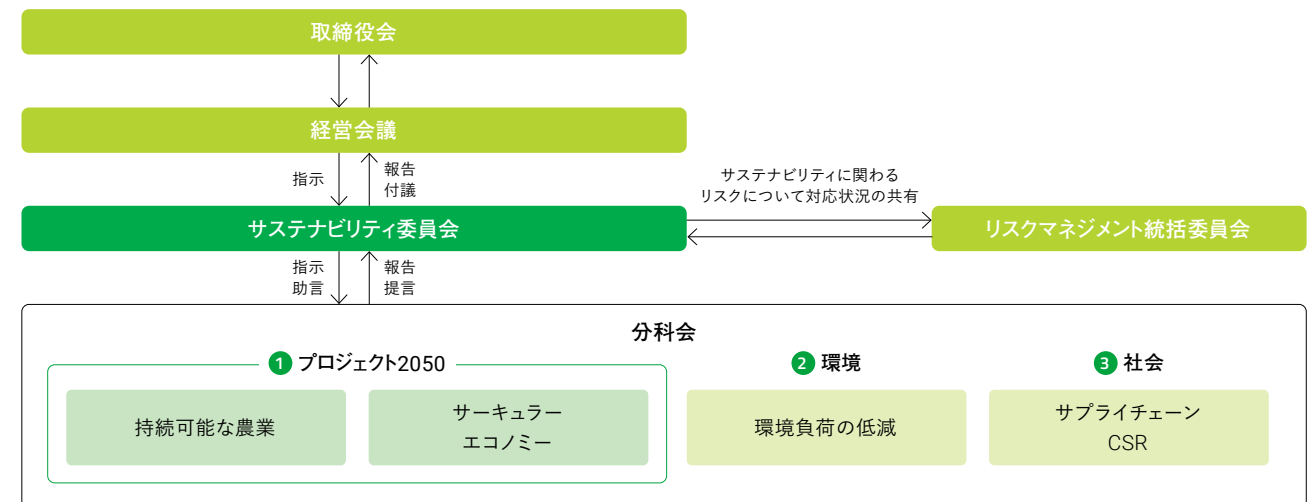 取締役会
経営会議
指示
報告
付議
サステナビリティに関わる
リスクについて対応状況の共有
サステナビリティ委員会
リスクマネジメント統括委員会
指示
助言
報告
提言
分科会
1 プロジェクト2050
2 環境
3 社会
持続可能な農業
サーキュラー
エコノミー
環境負荷の低減
サプライチェーン
CSR